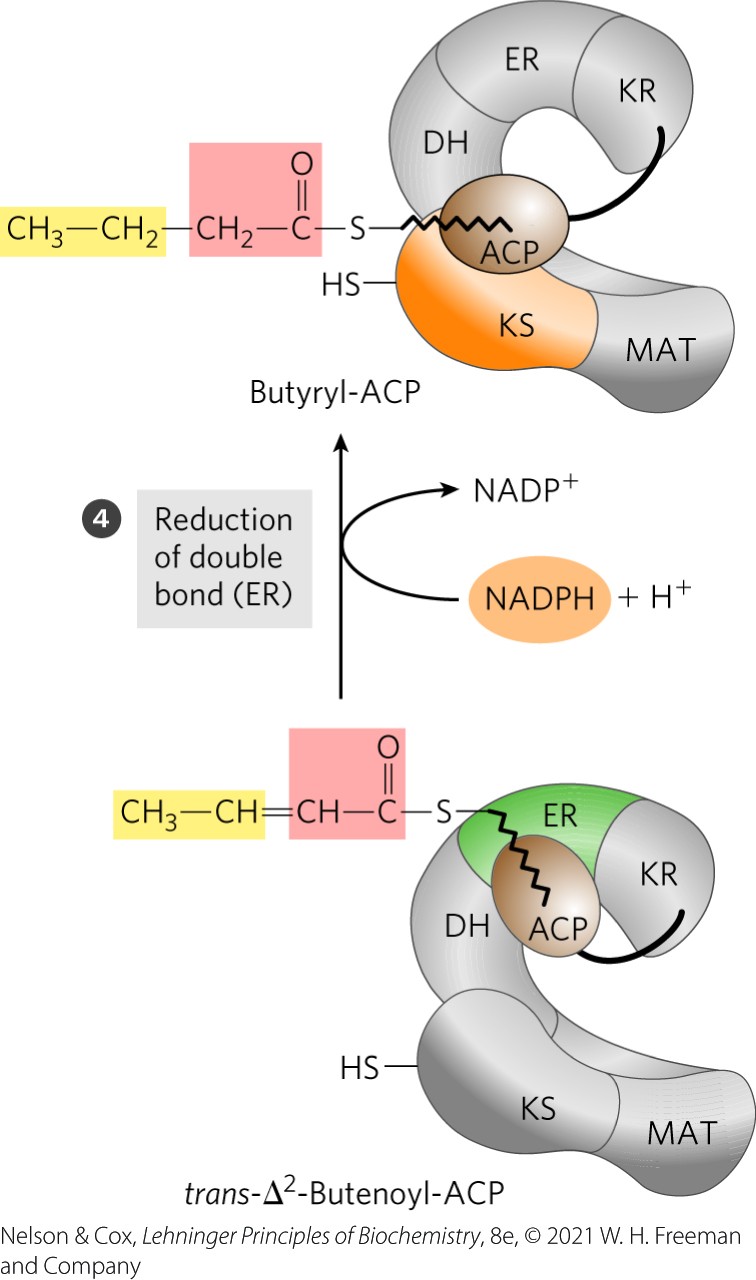 ER
KR
DH
O
CH₃—CH₂—CH₂—C—S
ACP
HS
KS
MAT
Butyryl-ACP
4
Reduction
of double
bond (ER)
NADP⁺
NADPH + H⁺
O
CH₃—CH=CH—C—S
ER
KR
DH
ACP
HS
KS
MAT
trans-Δ²-Butenoyl-ACP
Nelson & Cox, Lehninger Principles of Biochemistry, 8e, © 2021 W. H. Freeman
and Company